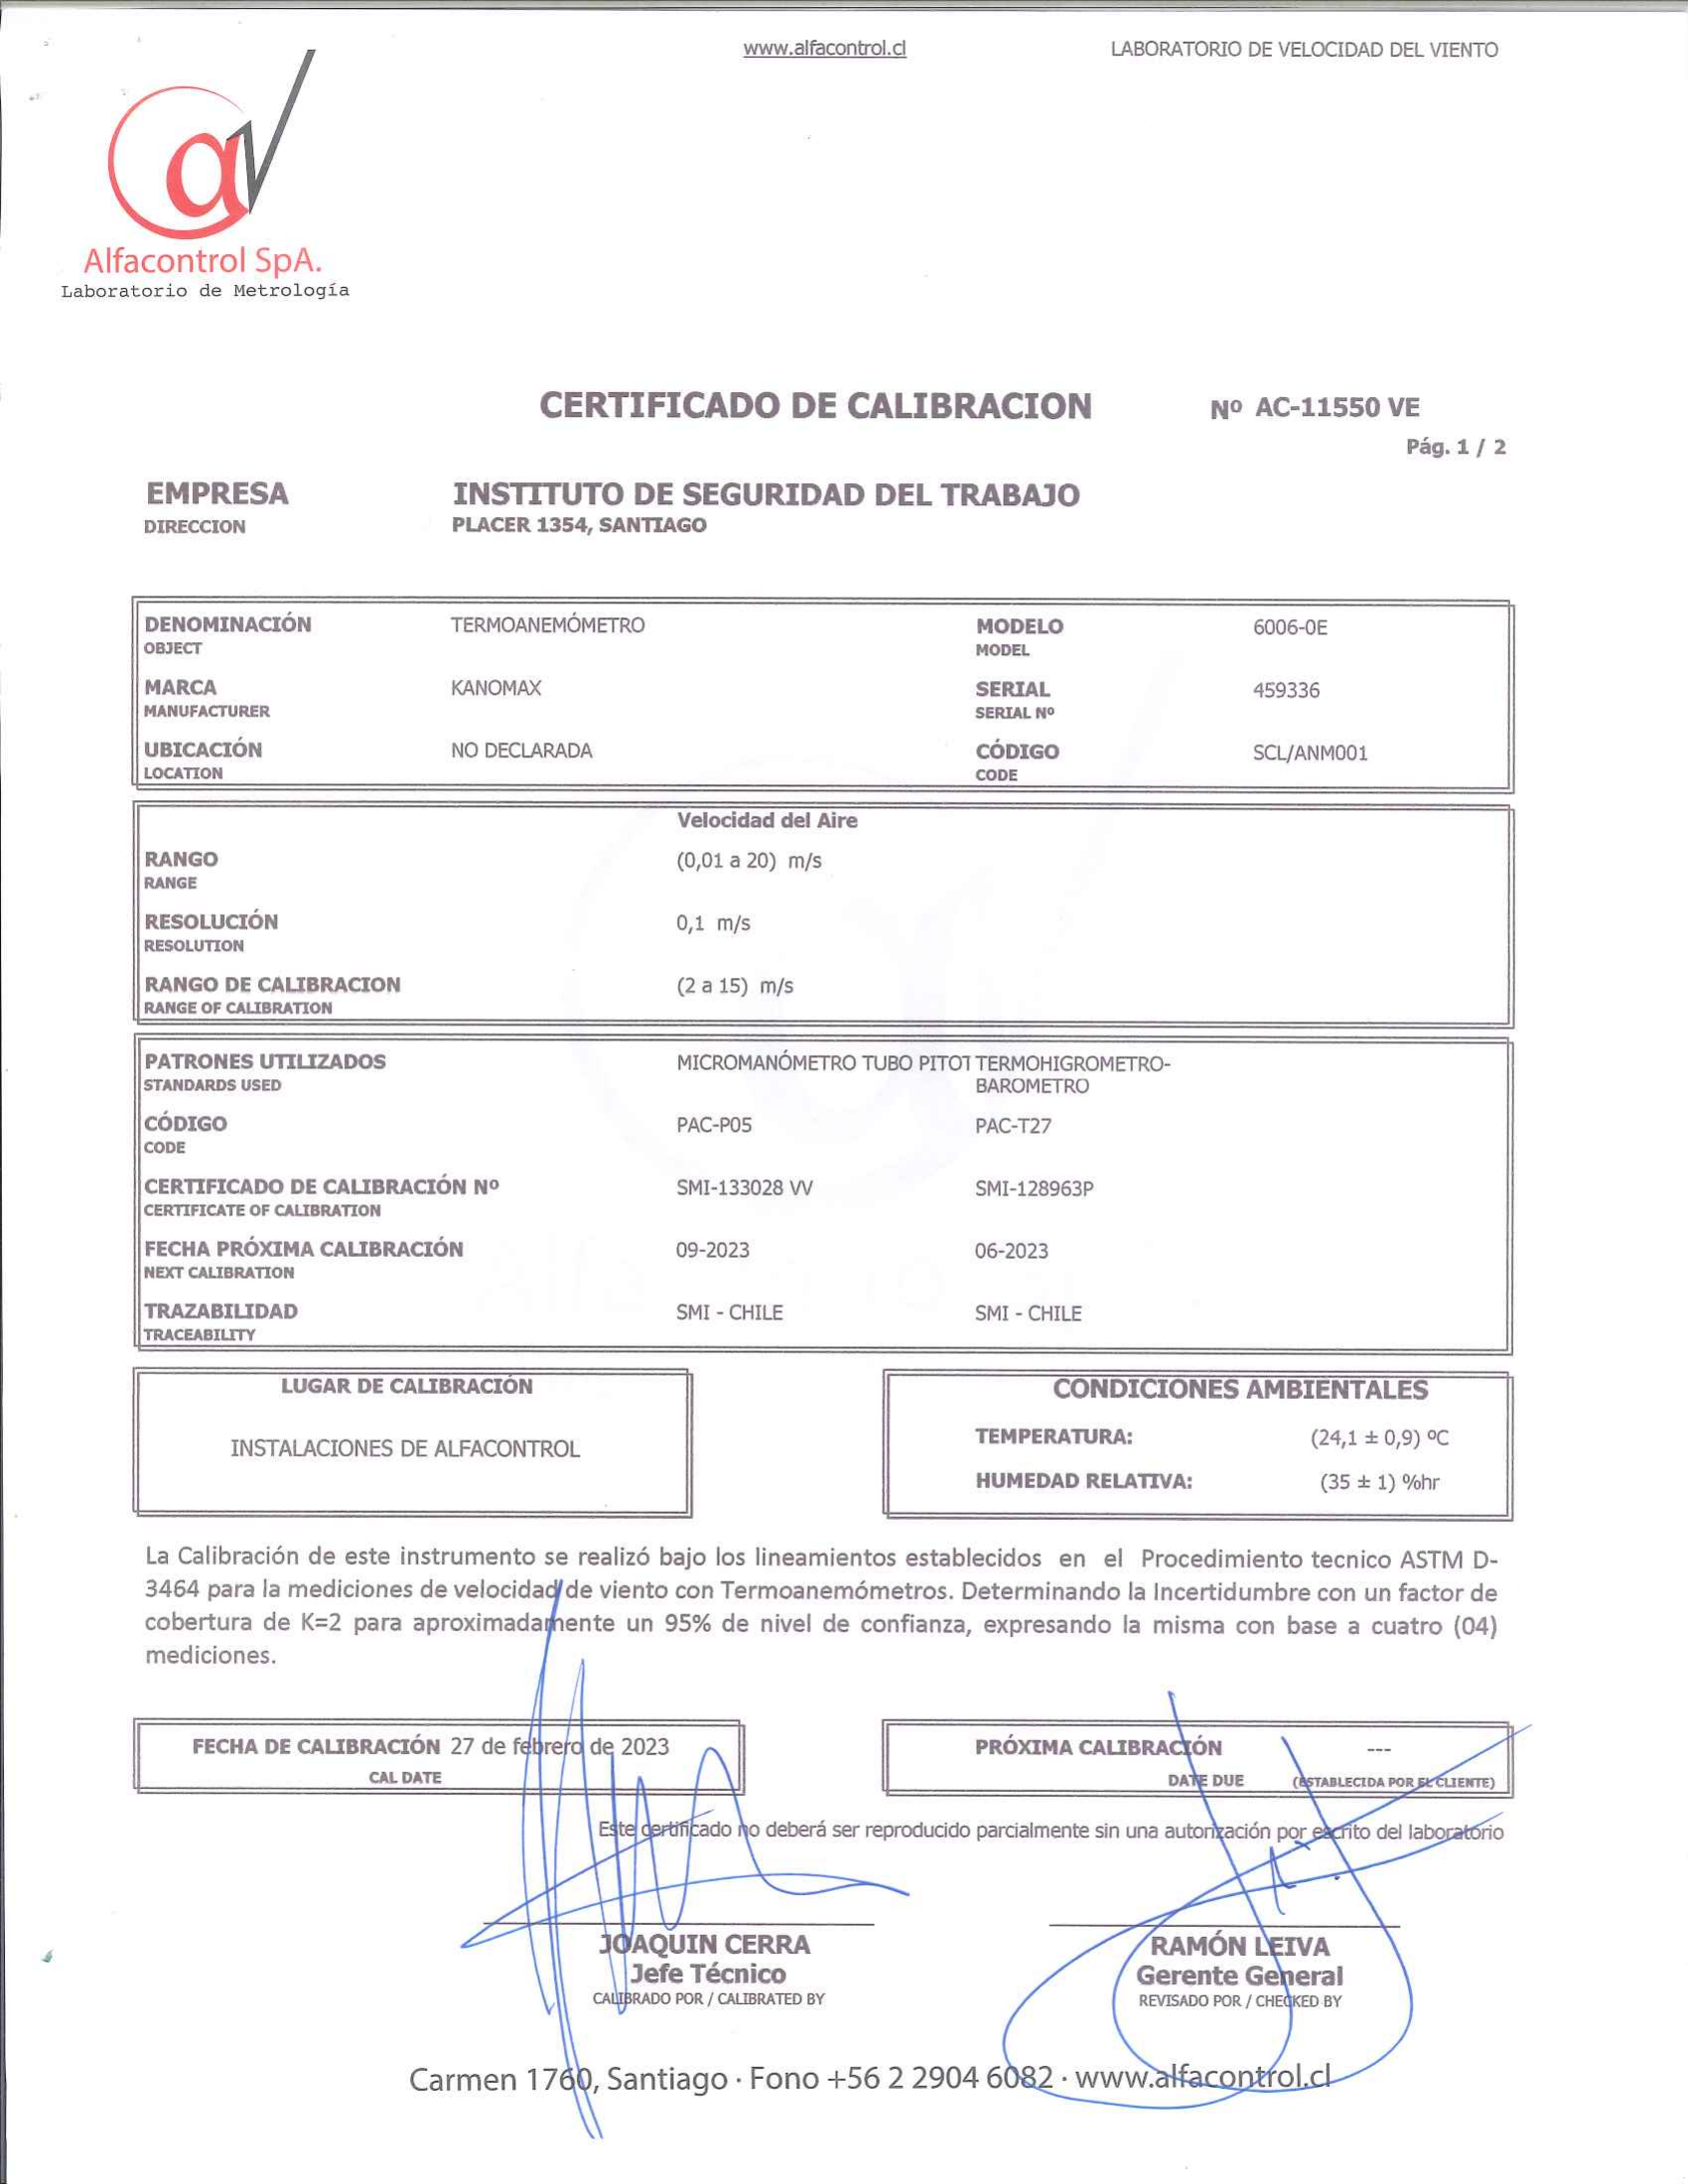 www.alfacontrol.cl LABORATORIO DE VELOCIDAD DEL VIENTO
Alfacontrol SpA.
Laboratorio de Metrología
CERTIFICADO DE CALIBRACION Nº AC-11550 VE
Pág. 1 / 2
EMPRESA INSTITUTO DE SEGURIDAD DEL TRABAJO
DIRECCION PLACER 1354, SANTIAGO
DENOMINACIÓN TERMOANEMÓMETRO MODELO 6006-0E
OBJECT MODEL
MARCA KANOMAX SERIAL 459336
MANUFACTURER SERIAL Nº
UBICACIÓN NO DECLARADA CÓDIGO SCL/ANM001
LOCATION CODE
Velocidad del Aire
RANGO (0,01 a 20) m/s
RANGE
RESOLUCIÓN 0,1 m/s
RESOLUTION
RANGO DE CALIBRACION (2 a 15) m/s
RANGE OF CALIBRATION
PATRONES UTILIZADOS MICROMANÓMETRO TUBO PITOT TERMOHIGROMETRO-
STANDARDS USED BAROMETRO
CÓDIGO PAC-P05 PAC-T27
CODE
CERTIFICADO DE CALIBRACIÓN Nº SMI-133028 VV SMI-128963P
CERTIFICATE OF CALIBRATION
FECHA PRÓXIMA CALIBRACIÓN 09-2023 06-2023
NEXT CALIBRATION
TRAZABILIDAD SMI - CHILE SMI - CHILE
TRACEABILITY
LUGAR DE CALIBRACIÓN
INSTALACIONES DE ALFACONTROL
CONDICIONES AMBIENTALES
TEMPERATURA: (24,1 ± 0,9) ºC
HUMEDAD RELATIVA: (35 ± 1) %hr
La Calibración de este instrumento se realizó bajo los lineamientos establecidos en el Procedimiento tecnico ASTM D-
3464 para la mediciones de velocidad de viento con Termoanemómetros. Determinando la Incertidumbre con un factor de
cobertura de K=2 para aproximadamente un 95% de nivel de confianza, expresando la misma con base a cuatro (04)
mediciones.
FECHA DE CALIBRACIÓN 27 de febrero de 2023
CAL DATE
PRÓXIMA CALIBRACIÓN ---
DATE DUE (ESTABLECIDA POR EL CLIENTE)
Este certificado no deberá ser reproducido parcialmente sin una autorización por escrito del laboratorio
JOAQUIN CERRA
Jefe Técnico
CALIBRADO POR / CALIBRATED BY
RAMÓN LEIVA
Gerente General
REVISADO POR / CHECKED BY
Carmen 1760, Santiago · Fono +56 2 2904 6082 · www.alfacontrol.cl